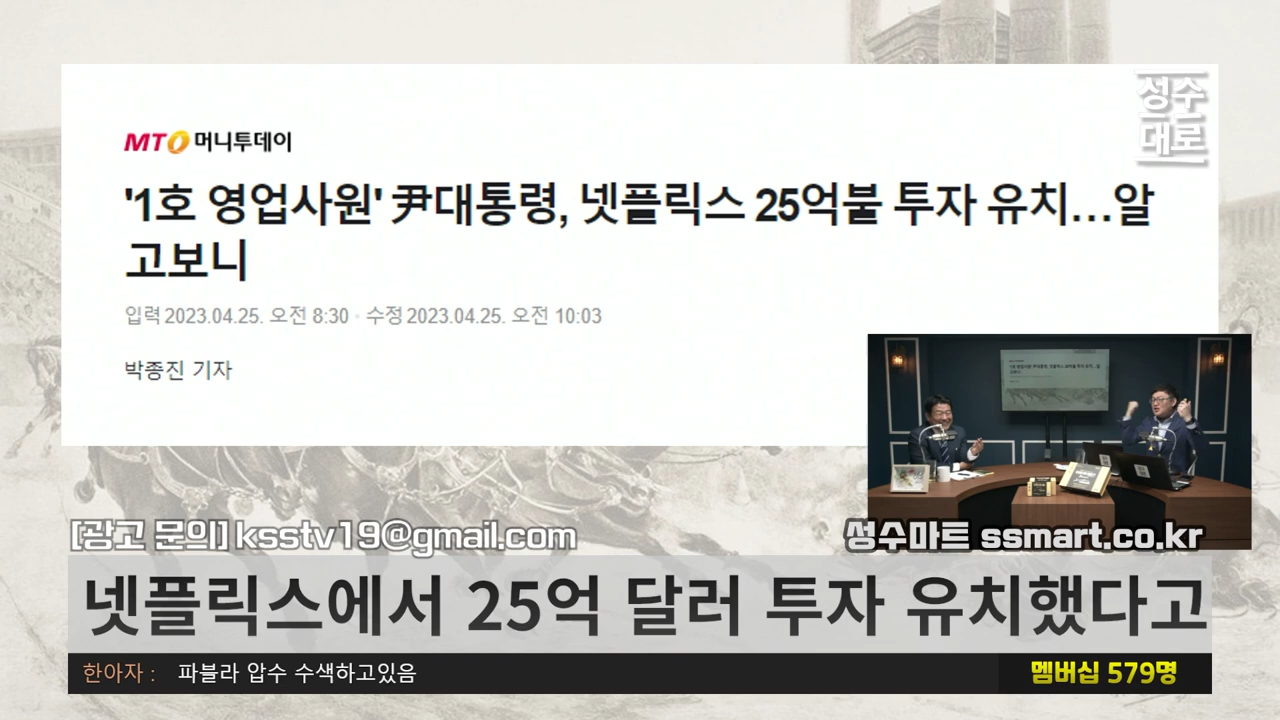 성수
대로
MTO 머니투데이
'1호 영업사원' 尹대통령, 넷플릭스 25억불 투자 유치…알
고보니
입력 2023.04.25. 오전 8:30 • 수정 2023.04.25. 오전 10:03
박종진 기자
[광고 문의] ksstv19@gmail.com
성수마트 ssmart.co.kr
넷플릭스에서 25억 달러 투자 유치했다고
한아자 : 파블라 압수 수색하고있음
멤버십 579명